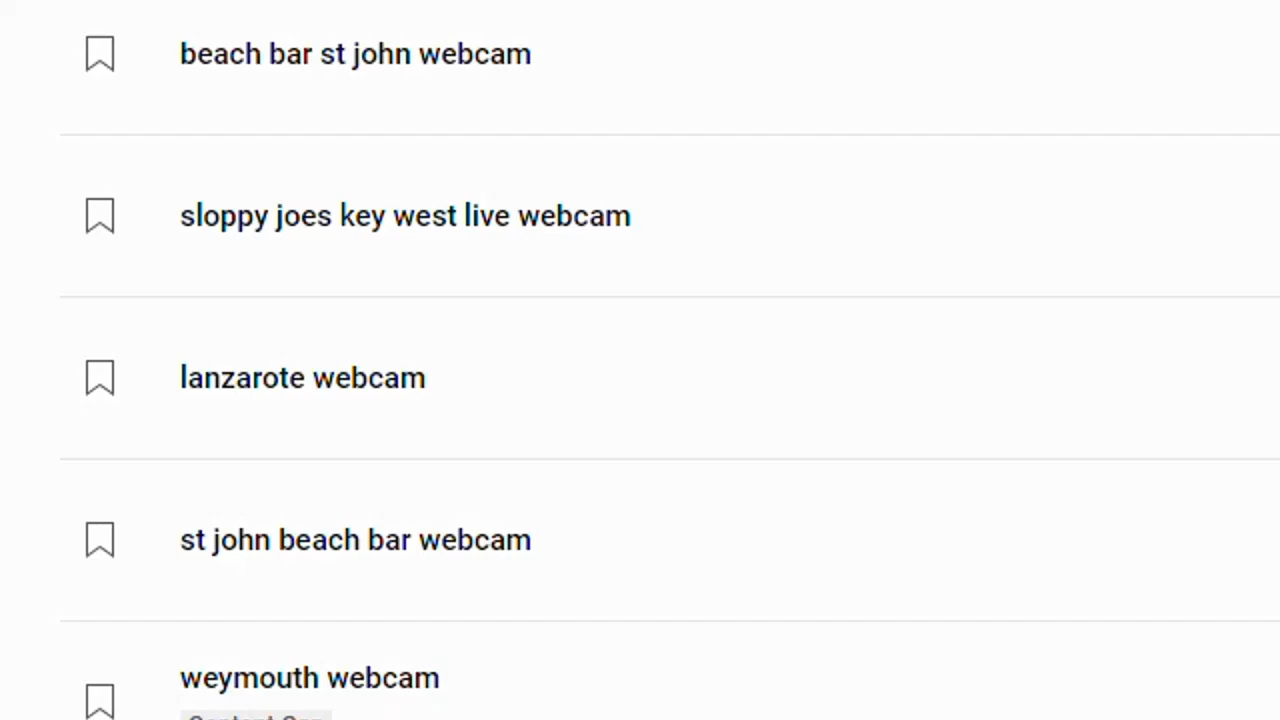 beach bar st john webcam
sloppy joes key west live webcam
lanzarote webcam
st john beach bar webcam
weymouth webcam